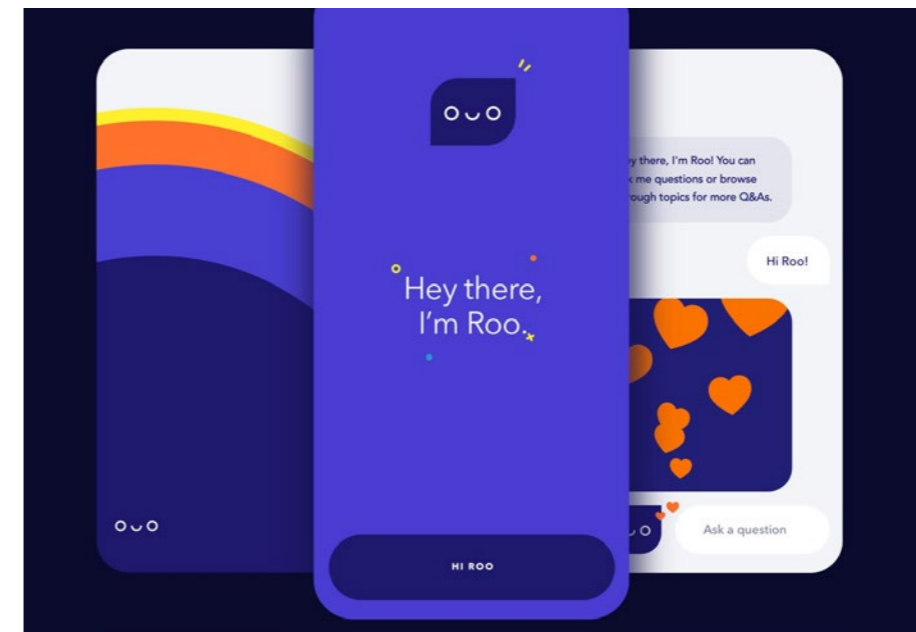 Hey there,
I'm Roo.
HI ROO
there, I'm Roo! You can
me questions or browse
topics for more Q&As.
Hi Roo!
Ask a question